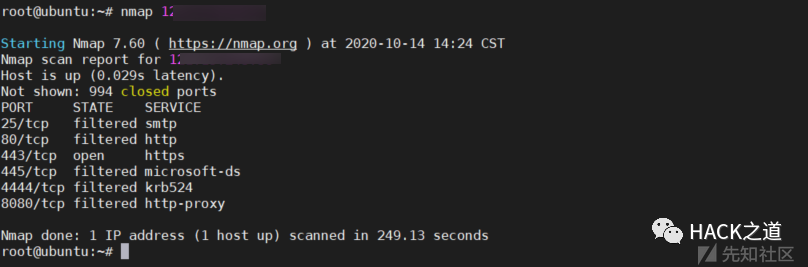 root@ubuntu:~# nmap 12
Starting Nmap 7.60 ( https://nmap.org ) at 2020-10-14 14:24 CST
Nmap scan report for 12
Host is up (0.029s latency).
Not shown: 994 closed ports
PORT STATE SERVICE
25/tcp filtered smtp
80/tcp filtered http
443/tcp open https
445/tcp filtered microsoft-ds
4444/tcp filtered krb524
8080/tcp filtered http-proxy
Nmap done: 1 IP address (1 host up) scanned in 249.13 seconds
root@ubuntu:~#
HACK之道
先知社区